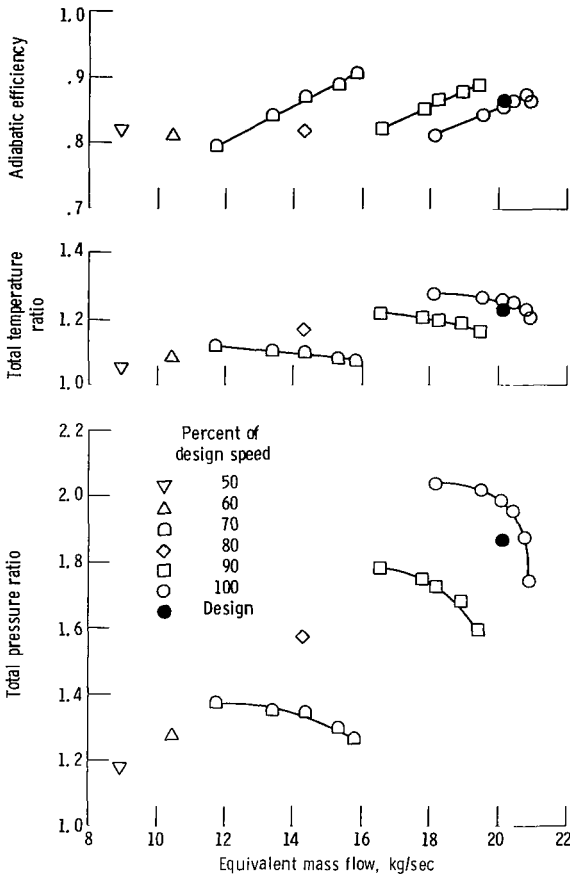 1.0
.9
.8
.7
Adiabatic efficiency
1.4
1.2
1.0
Total temperature
ratio
2.2
2.0
1.8
1.6
1.4
1.2
1.0
Total pressure ratio
Percent of
design speed
50
60
70
80
90
100
Design
8 10 12 14 16 18 20 22
Equivalent mass flow, kg/sec